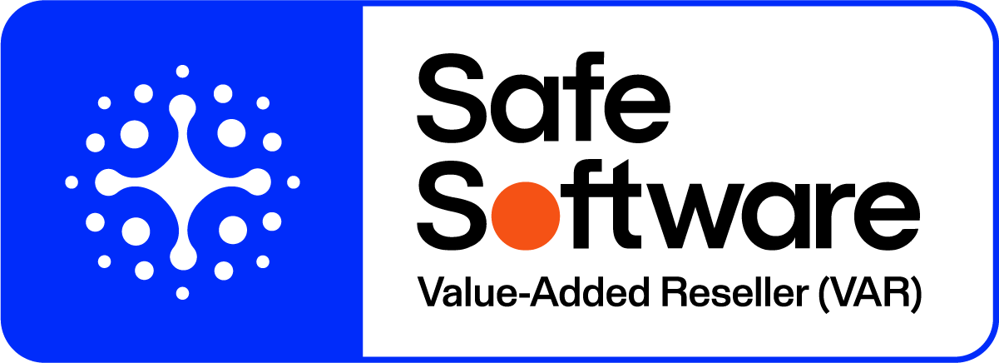 Safe
Software
Value-Added Reseller (VAR)